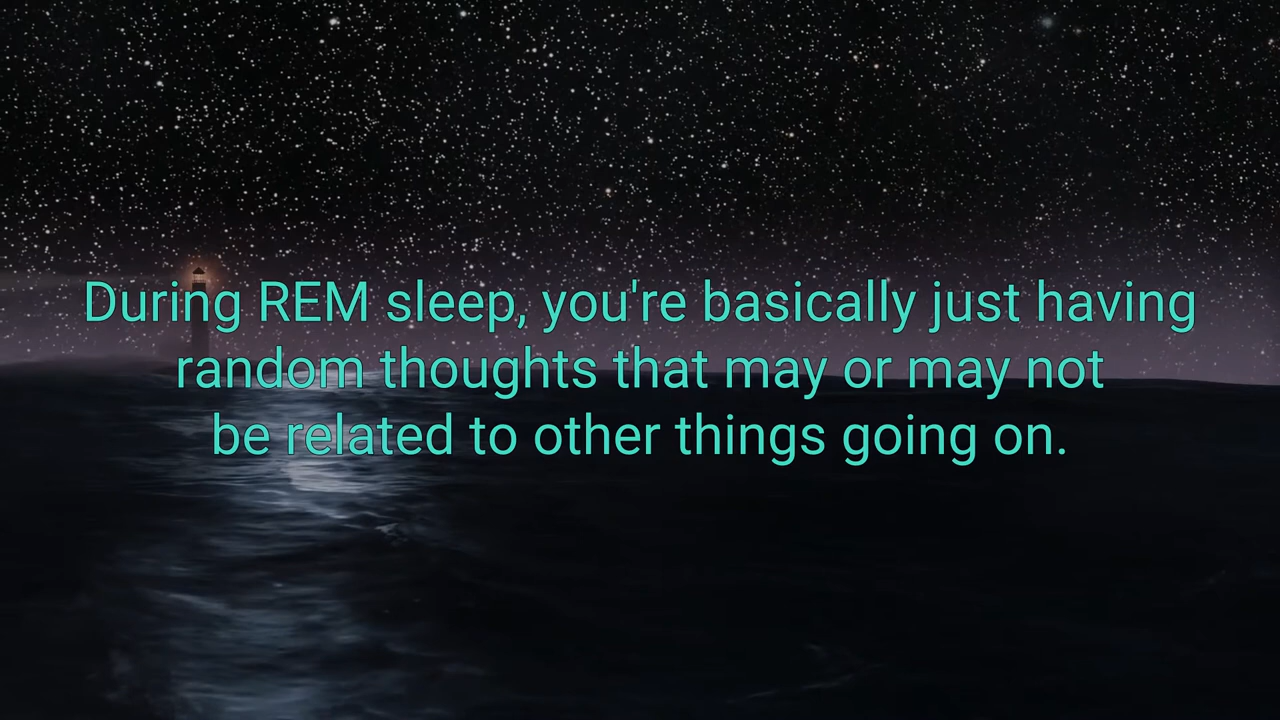 During REM sleep, you're basically just having
random thoughts that may or may not
be related to other things going on.